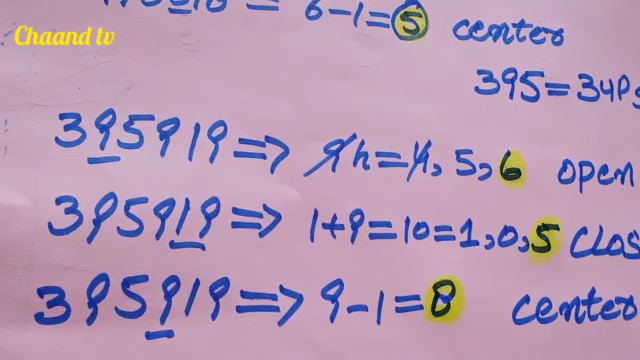 Chaand tv
6-1=5 center
395=34P
395919=> 9h=4, 5, 6 open
395919=> 1+9=10=1,0,5 CLOS
395919=> 9-1=8 center